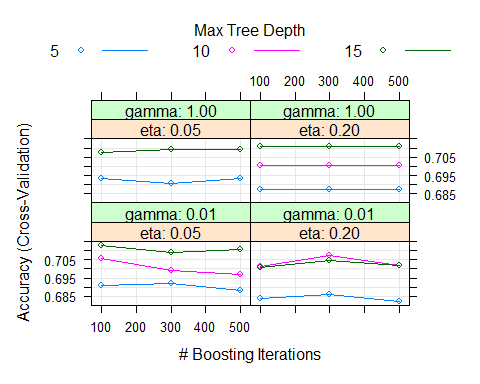 Max Tree Depth
5 10 15
100 300 500
gamma: 1.00 gamma: 1.00
eta: 0.05 eta: 0.20
0.705
0.695
0.685
gamma: 0.01 gamma: 0.01
eta: 0.05 eta: 0.20
0.705
0.695
0.685
100 200 300 400 500
# Boosting Iterations
Accuracy (Cross-Validation)